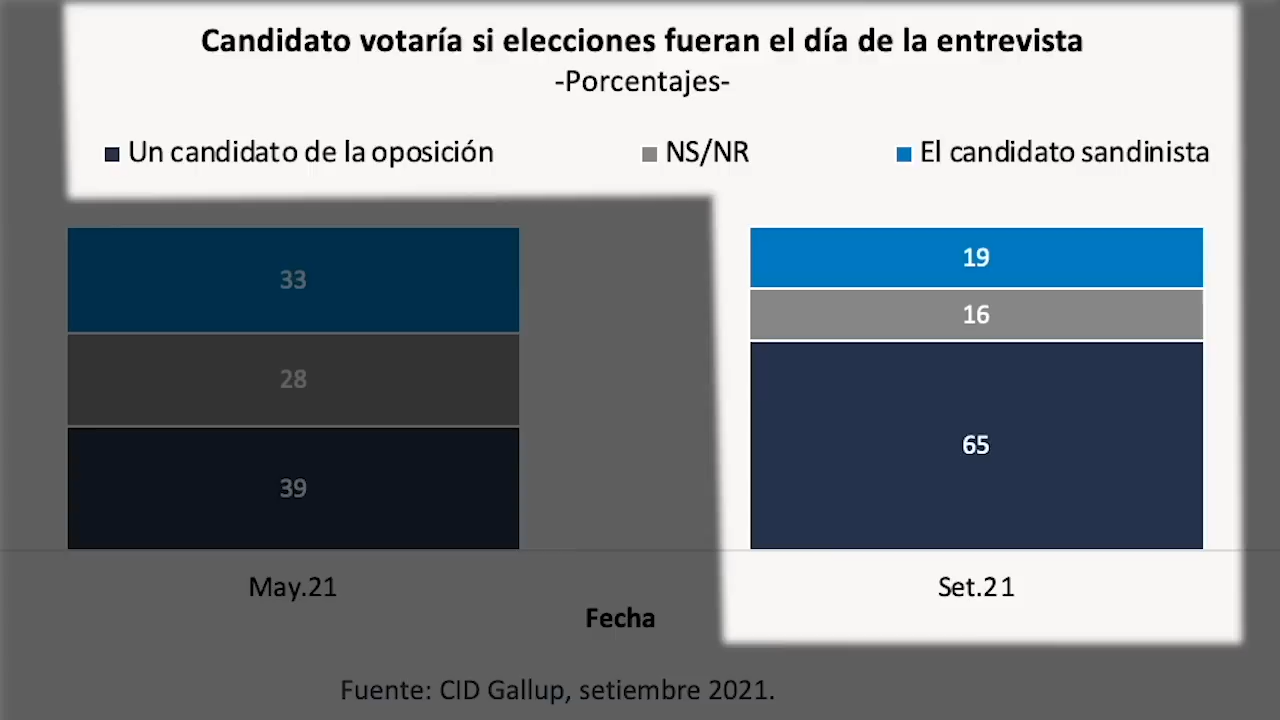 Candidato votaría si elecciones fueran el día de la entrevista
-Porcentajes-
Un candidato de la oposición NS/NR El candidato sandinista
33 19
28 16
39 65
May.21 Set.21
Fecha
Fuente: CID Gallup, setiembre 2021.